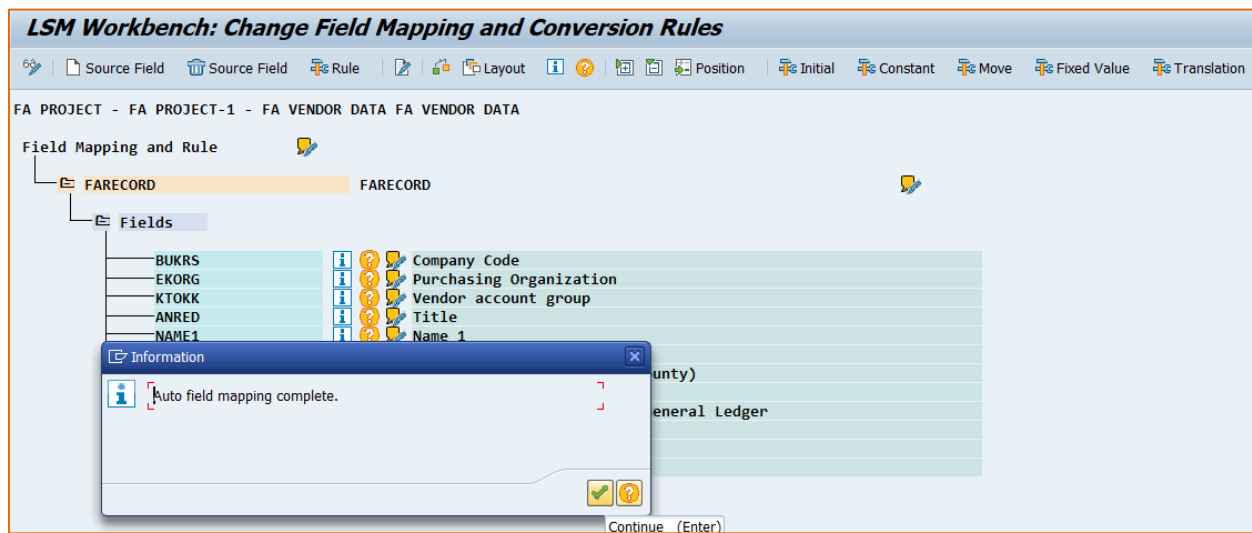 LSM Workbench: Change Field Mapping and Conversion Rules
Source Field Source Field Rule Layout Position Initial Constant Move Fixed Value Translation
FA PROJECT - FA PROJECT-1 - FA VENDOR DATA FA VENDOR DATA
Field Mapping and Rule
FARECORD FARECORD
Fields
BUKRS Company Code
EKORG Purchasing Organization
KTOKK Vendor account group
ANRED Title
NAME1 Name 1
Information
unty)
Auto field mapping complete.
eneral Ledger
Continue (Enter)